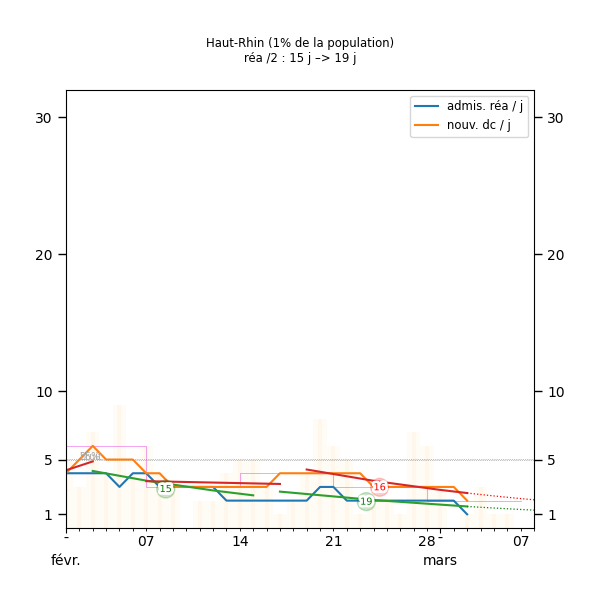 Haut-Rhin (1% de la population)
réa /2 : 15 j –> 19 j
admis. réa / j
nouv. dc / j
30 30
20 20
10 10
5 5
15
16
19
1 1
07 14 21 28 07
févr. mars